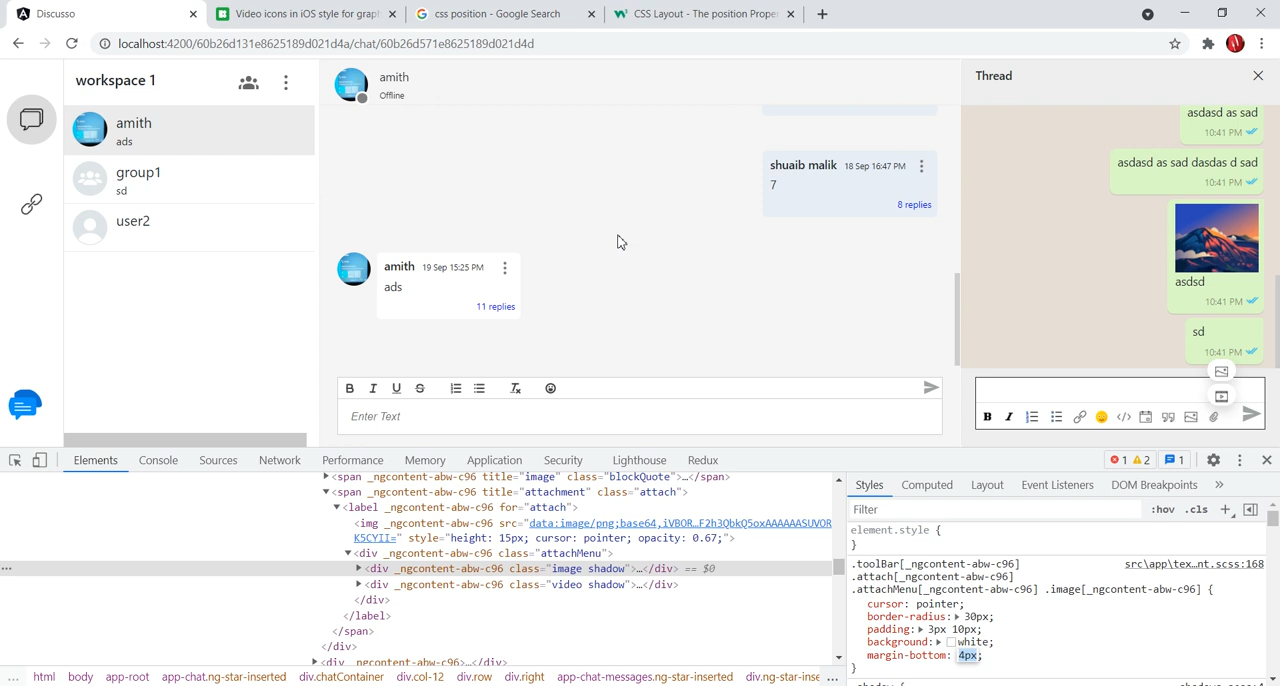 Discusso
Video icons in iOS style for grap
css position - Google Search
CSS Layout - The position Prope
localhost:4200/60b26d131e8625189d021d4a/chat/60b26d571e8625189d021d4d
workspace 1
amith
Offline
Thread
amith
ads
group1
sd
user2
shuaib malik 18 Sep 16:47 PM
7
8 replies
amith 19 Sep 15:25 PM
ads
11 replies
asdasd as sad
10:41 PM
asdasd as sad dasdas d sad
10:41 PM
asdsd
10:41 PM
sd
10:41 PM
B I U S
Enter Text
B I
Elements Console Sources Network Performance Memory Application Security Lighthouse Redux 1 2 1
<span _ngcontent-abw-c96 title="image" class="blockQuote">…</span>
<span _ngcontent-abw-c96 title="attachment" class="attach">
<label _ngcontent-abw-c96 for="attach">
<img _ngcontent-abw-c96 src="data:image/png;base64,iVBOR…F2h3QbkQ5oxAAAAAASUVOR
K5CYII=" style="height: 15px; cursor: pointer; opacity: 0.67;">
<div _ngcontent-abw-c96 class="attachMenu">
<div _ngcontent-abw-c96 class="image shadow">…</div> == $0
<div _ngcontent-abw-c96 class="video shadow">…</div>
</div>
</label>
</span>
</div>
<div _ngcontent-abw-c96>…</div>
html body app-root app-chat.ng-star-inserted div.chatContainer div.col-12 div.row div.right app-chat-messages.ng-star-inserted div.ng-star-inse
Styles Computed Layout Event Listeners DOM Breakpoints
Filter :hov .cls
element.style {
}
.toolBar[_ngcontent-abw-c96] src\app\tex…nt.scss:168
.attach[_ngcontent-abw-c96]
.attachMenu[_ngcontent-abw-c96] .image[_ngcontent-abw-c96] {
cursor: pointer;
border-radius: 30px;
padding: 3px 10px;
background: white;
margin-bottom: 4px;
}